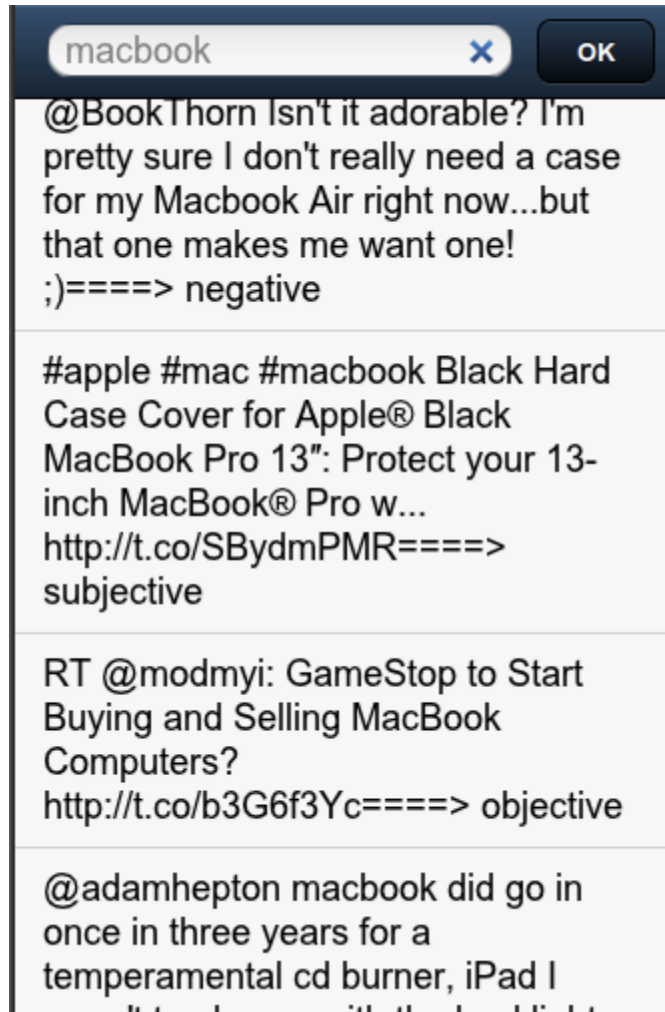 macbook
OK
@BookThorn Isn't it adorable? I'm
pretty sure I don't really need a case
for my Macbook Air right now...but
that one makes me want one!
;)====> negative
#apple #mac #macbook Black Hard
Case Cover for Apple® Black
MacBook Pro 13″: Protect your 13-
inch MacBook® Pro w...
http://t.co/SBydmPMR====>
subjective
RT @modmyi: GameStop to Start
Buying and Selling MacBook
Computers?
http://t.co/b3G6f3Yc====> objective
@adamhepton macbook did go in
once in three years for a
temperamental cd burner, iPad I